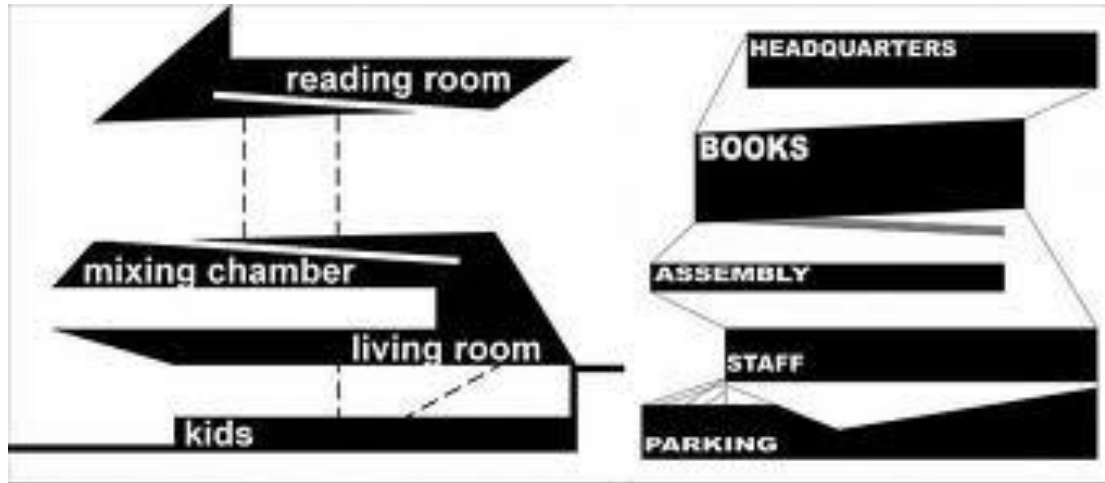 reading room
mixing chamber
living room
kids
HEADQUARTERS
BOOKS
ASSEMBLY
STAFF
PARKING